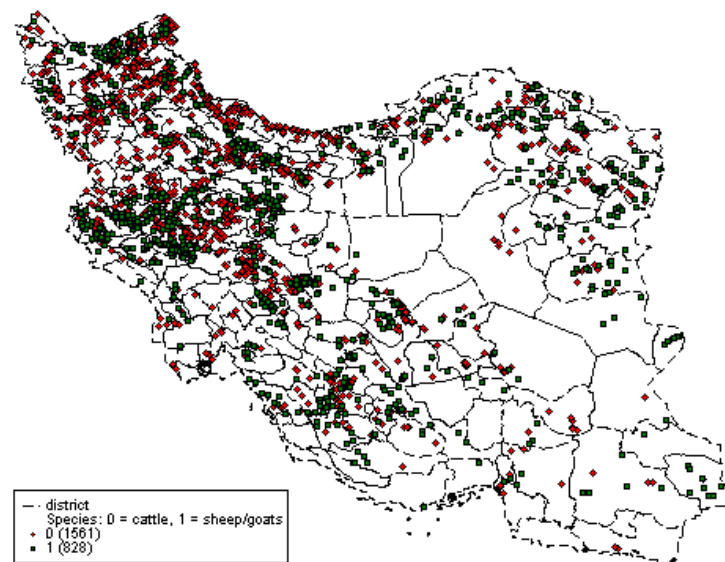 district
Species: 0 = cattle, 1 = sheep/goats
0 (1561)
1 (828)